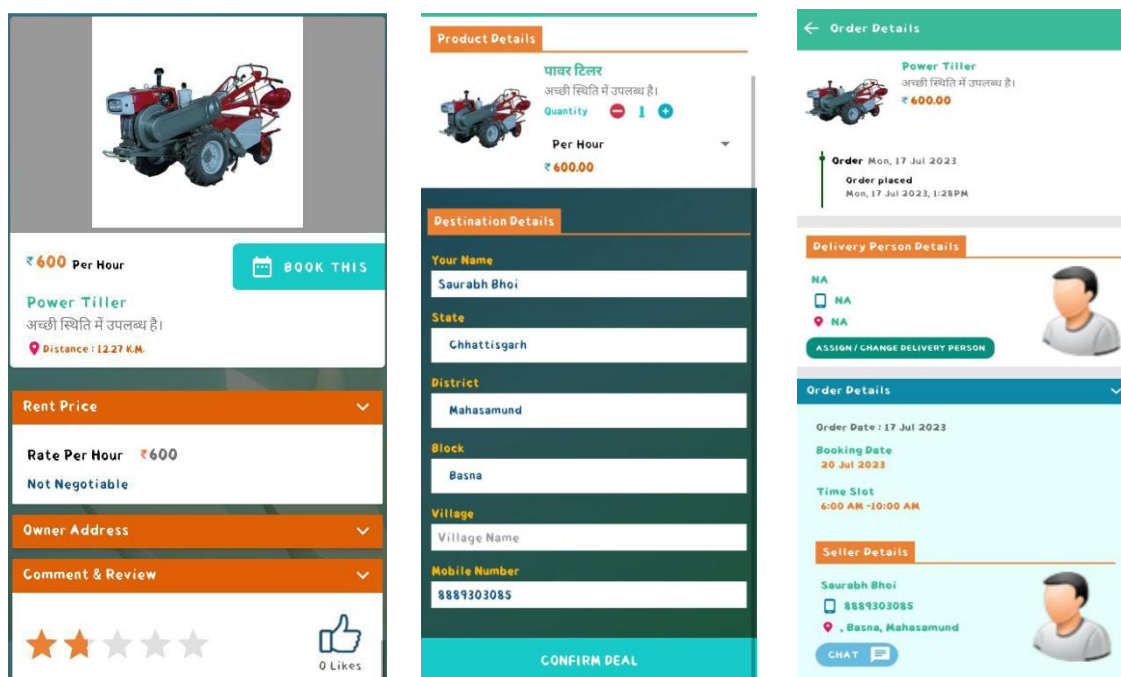 ₹600 Per Hour
BOOK THIS
Power Tiller
अच्छी स्थिति में उपलब्ध है।
Distance : 12.27 K.M.
Rent Price
Rate Per Hour ₹600
Not Negotiable
Owner Address
Comment & Review
0 Likes
Product Details
पावर टिलर
अच्छी स्थिति में उपलब्ध है।
Quantity 1
Per Hour
₹ 600.00
Destination Details
Your Name
Saurabh Bhoi
State
Chhattisgarh
District
Mahasamund
Block
Basna
Village
Village Name
Mobile Number
8889303085
CONFIRM DEAL
Order Details
Power Tiller
अच्छी स्थिति में उपलब्ध है।
₹ 600.00
Order Mon, 17 Jul 2023
Order placed
Mon, 17 Jul 2023, 1:28PM
Delivery Person Details
NA
NA
NA
ASSIGN / CHANGE DELIVERY PERSON
Order Details
Order Date : 17 Jul 2023
Booking Date
20 Jul 2023
Time Slot
6:00 AM -10:00 AM
Seller Details
Saurabh Bhoi
8889303085
, Basna, Mahasamund
CHAT